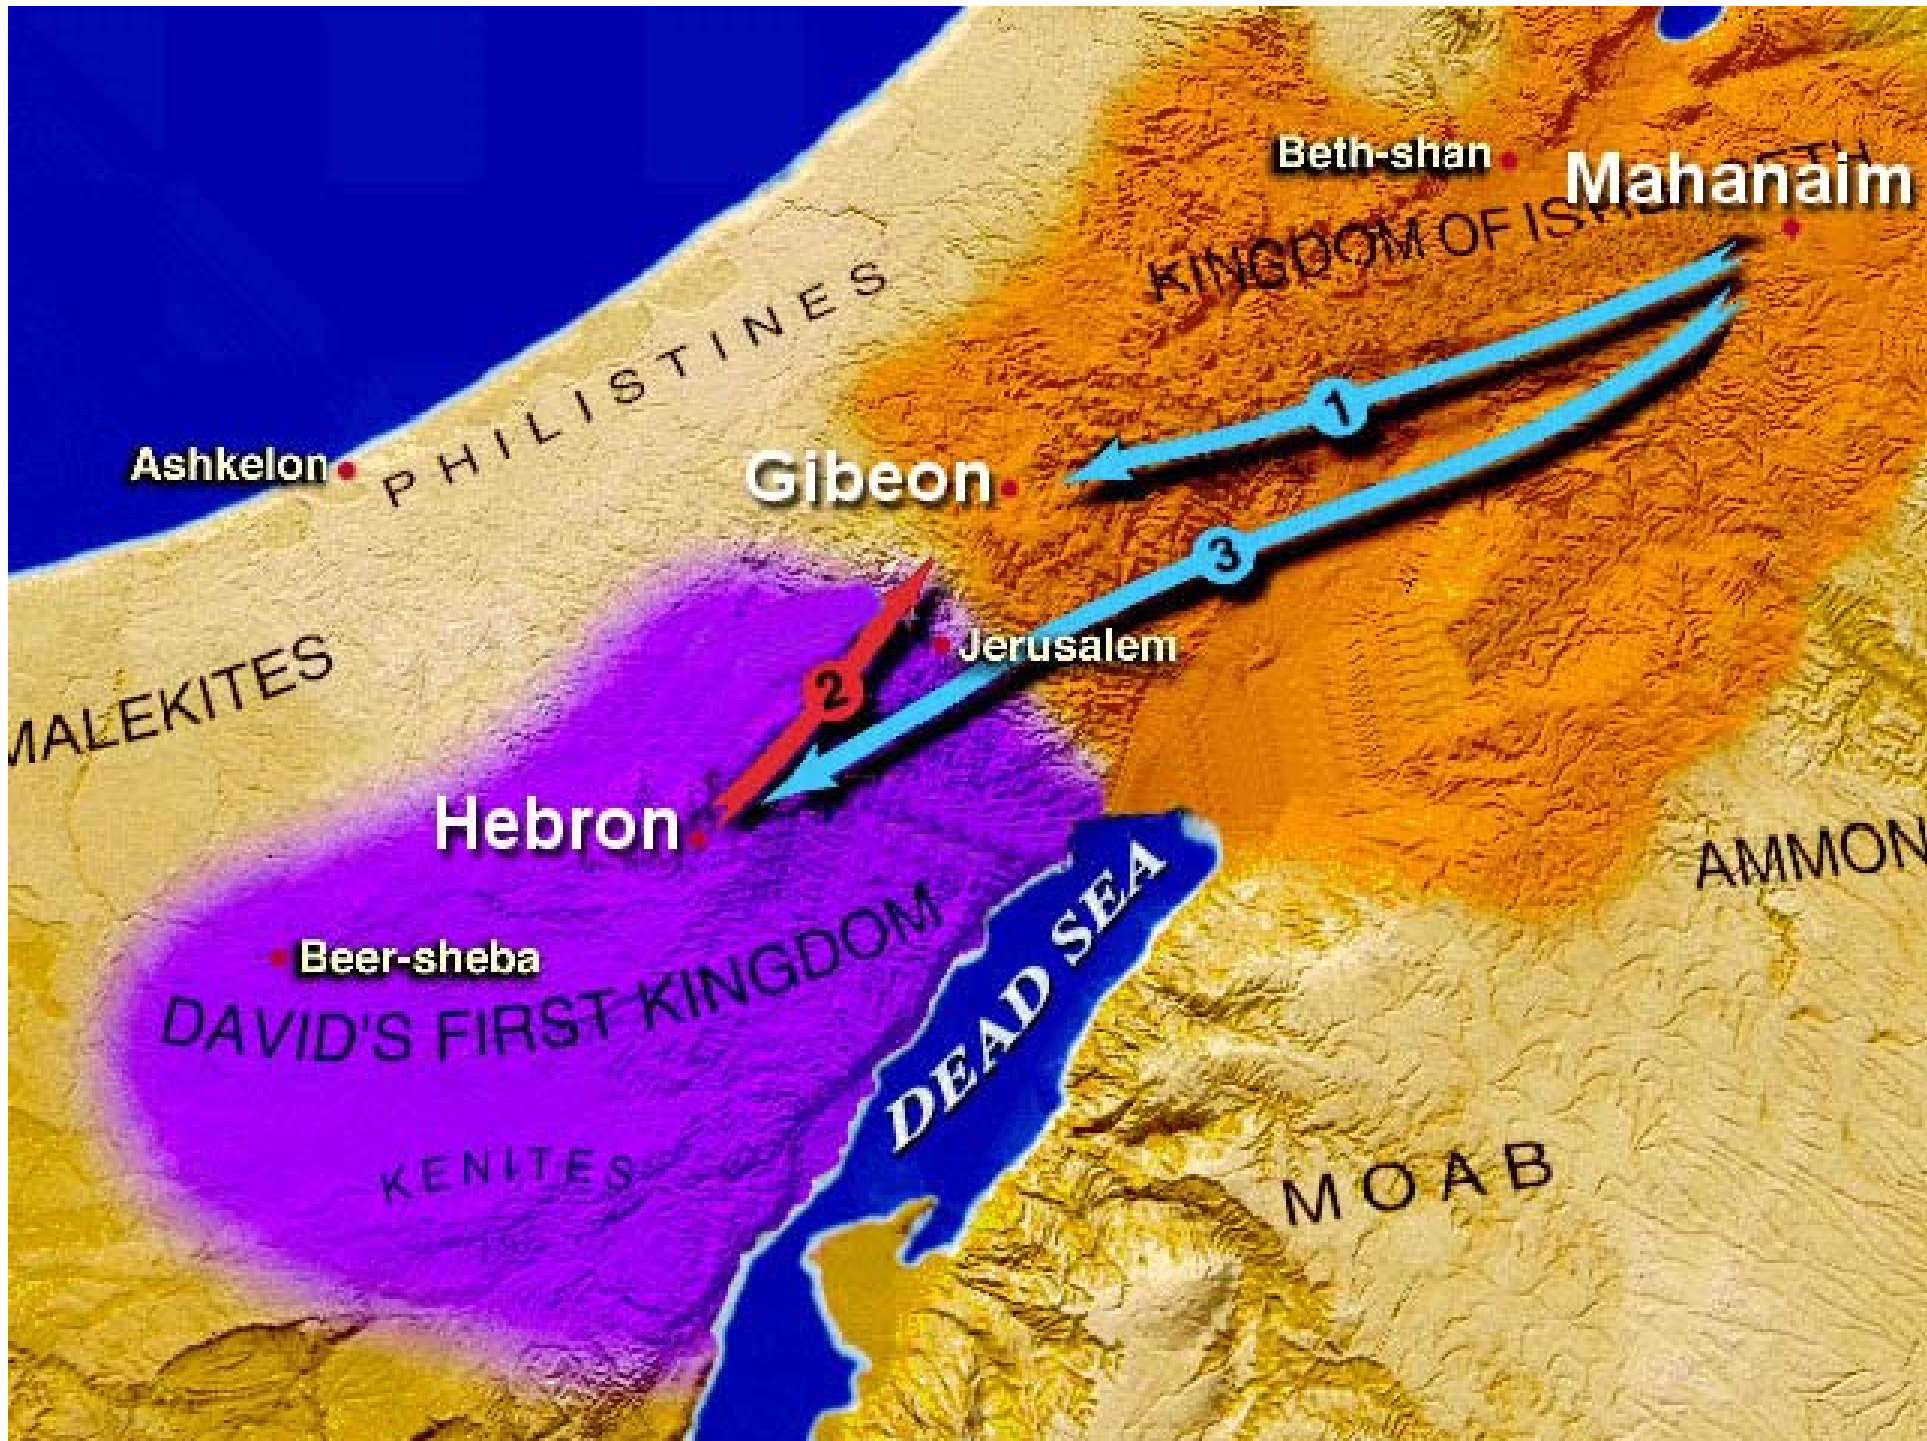 Beth-shan
Mahanaim
KINGDOM OF
PHILISTINES
1
Ashkelon
Gibeon
3
Jerusalem
MALEKITES
2
Hebron
AMMON
DEAD SEA
Beer-sheba
DAVID'S FIRST KINGDOM
KENITES
MOAB